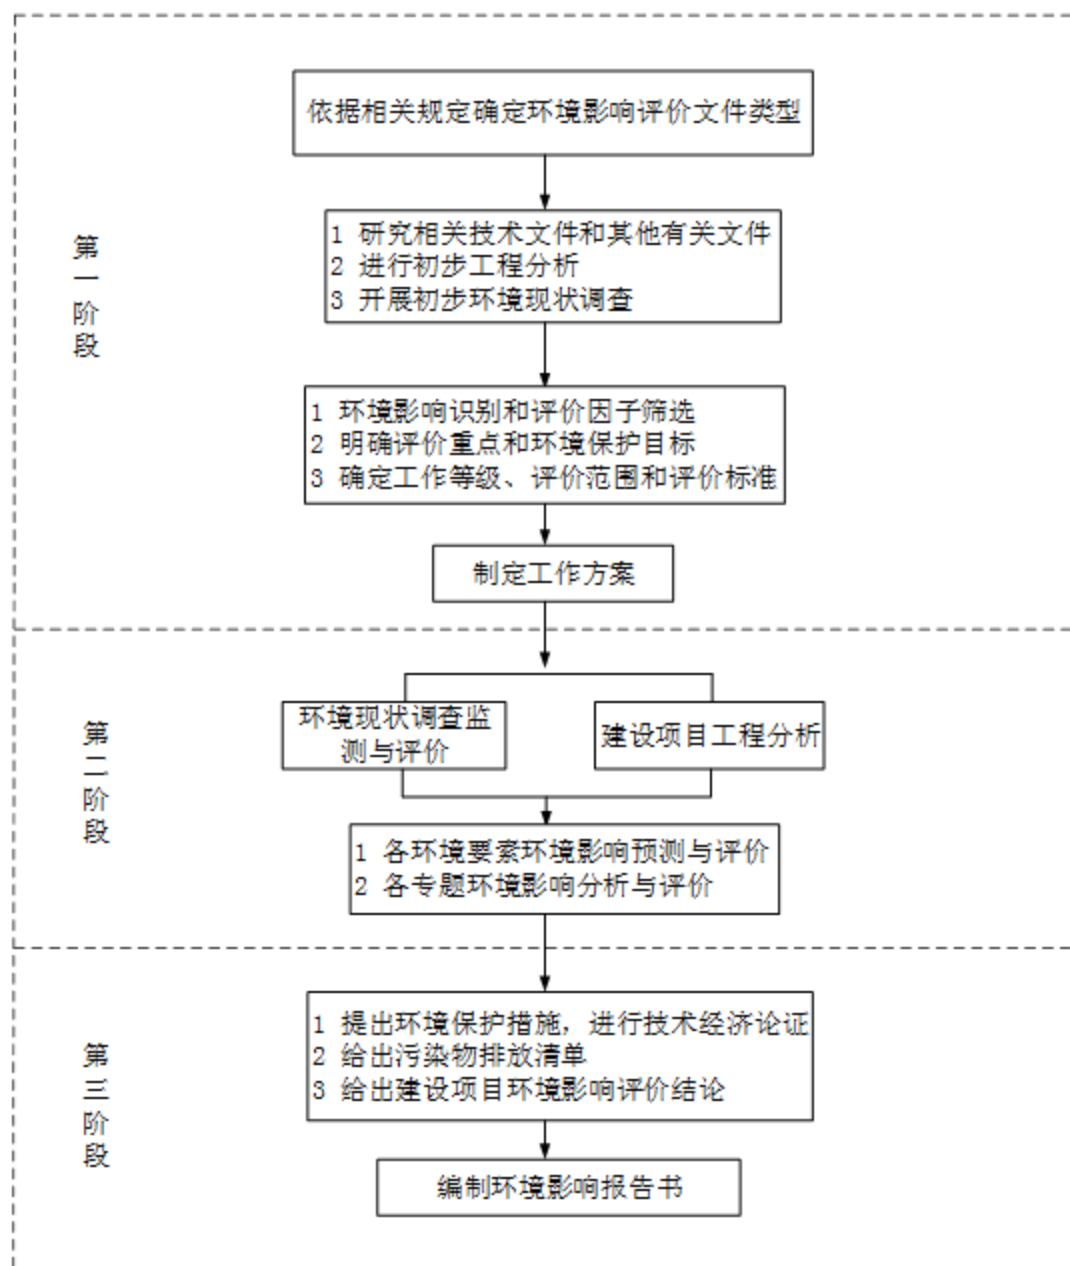 依据相关规定确定环境影响评价文件类型
第一阶段
1 研究相关技术文件和其他有关文件
2 进行初步工程分析
3 开展初步环境现状调查
1 环境影响识别和评价因子筛选
2 明确评价重点和环境保护目标
3 确定工作等级、评价范围和评价标准
制定工作方案
第二阶段
环境现状调查监
测与评价
建设项目工程分析
1 各环境要素环境影响预测与评价
2 各专题环境影响分析与评价
第三阶段
1 提出环境保护措施，进行技术经济论证
2 给出污染物排放清单
3 给出建设项目环境影响评价结论
编制环境影响报告书